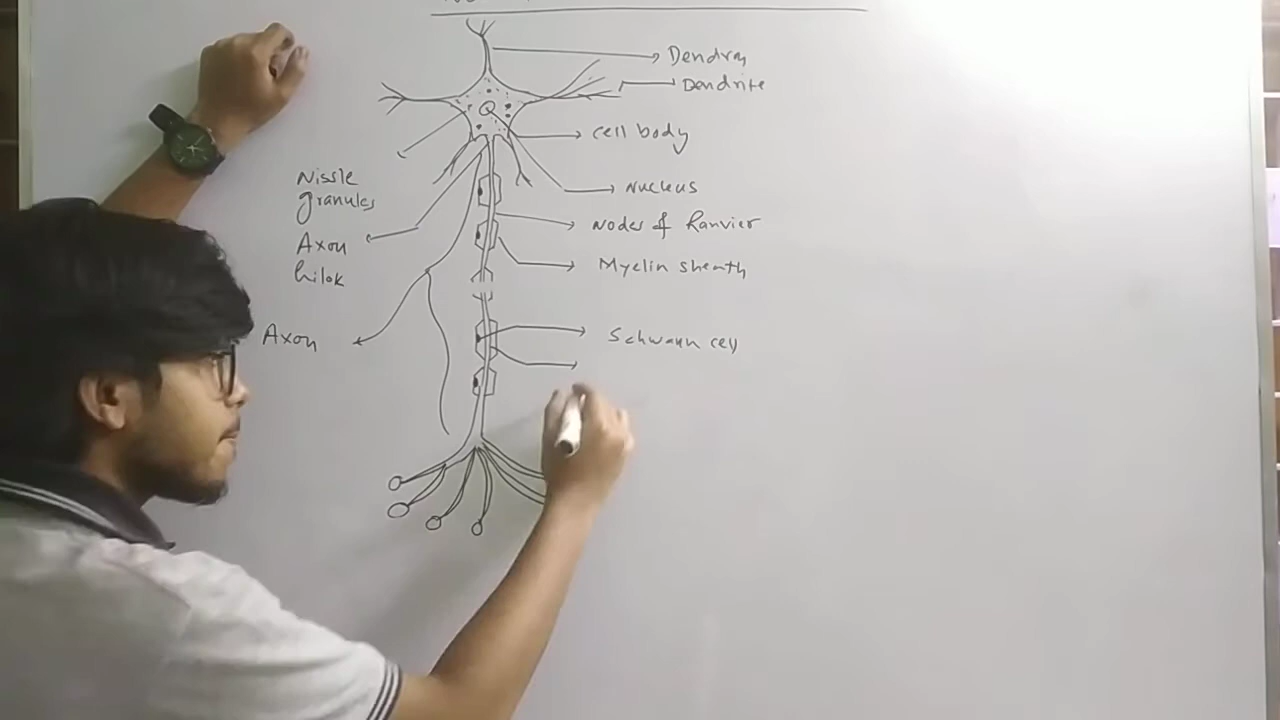 Dendron
Dendrite
Cell body
Nissle
granules
Nucleus
Nodes of Ranvier
Axon
hilok
Myelin sheath
Axon
Schwann cell